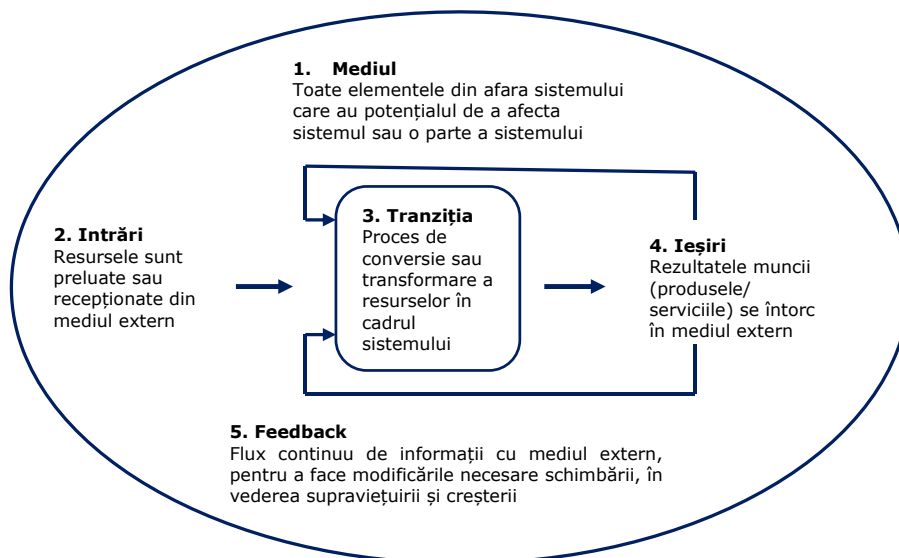 1. Mediul
Toate elementele din afara sistemului
care au potențialul de a afecta
sistemul sau o parte a sistemului
2. Intrări
Resursele sunt
preluate sau
recepționate din
mediul extern
3. Tranziția
Proces de
conversie sau
transformare a
resurselor în
cadrul
sistemului
4. Ieșiri
Rezultatele muncii
(produsele/
serviciile) se întorc
în mediul extern
5. Feedback
Flux continuu de informații cu mediul extern,
pentru a face modificările necesare schimbării, în
vederea supraviețuirii și creșterii